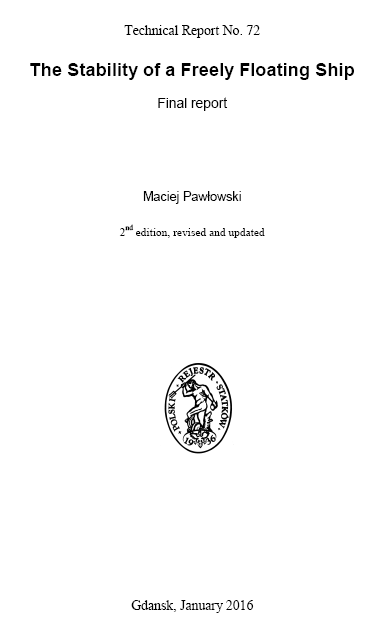 Technical Report No. 72
The Stability of a Freely Floating Ship
Final report
Maciej Pawłowski
2nd edition, revised and updated
POLSKI · REJESTR · STATKÓW
1936
Gdansk, January 2016